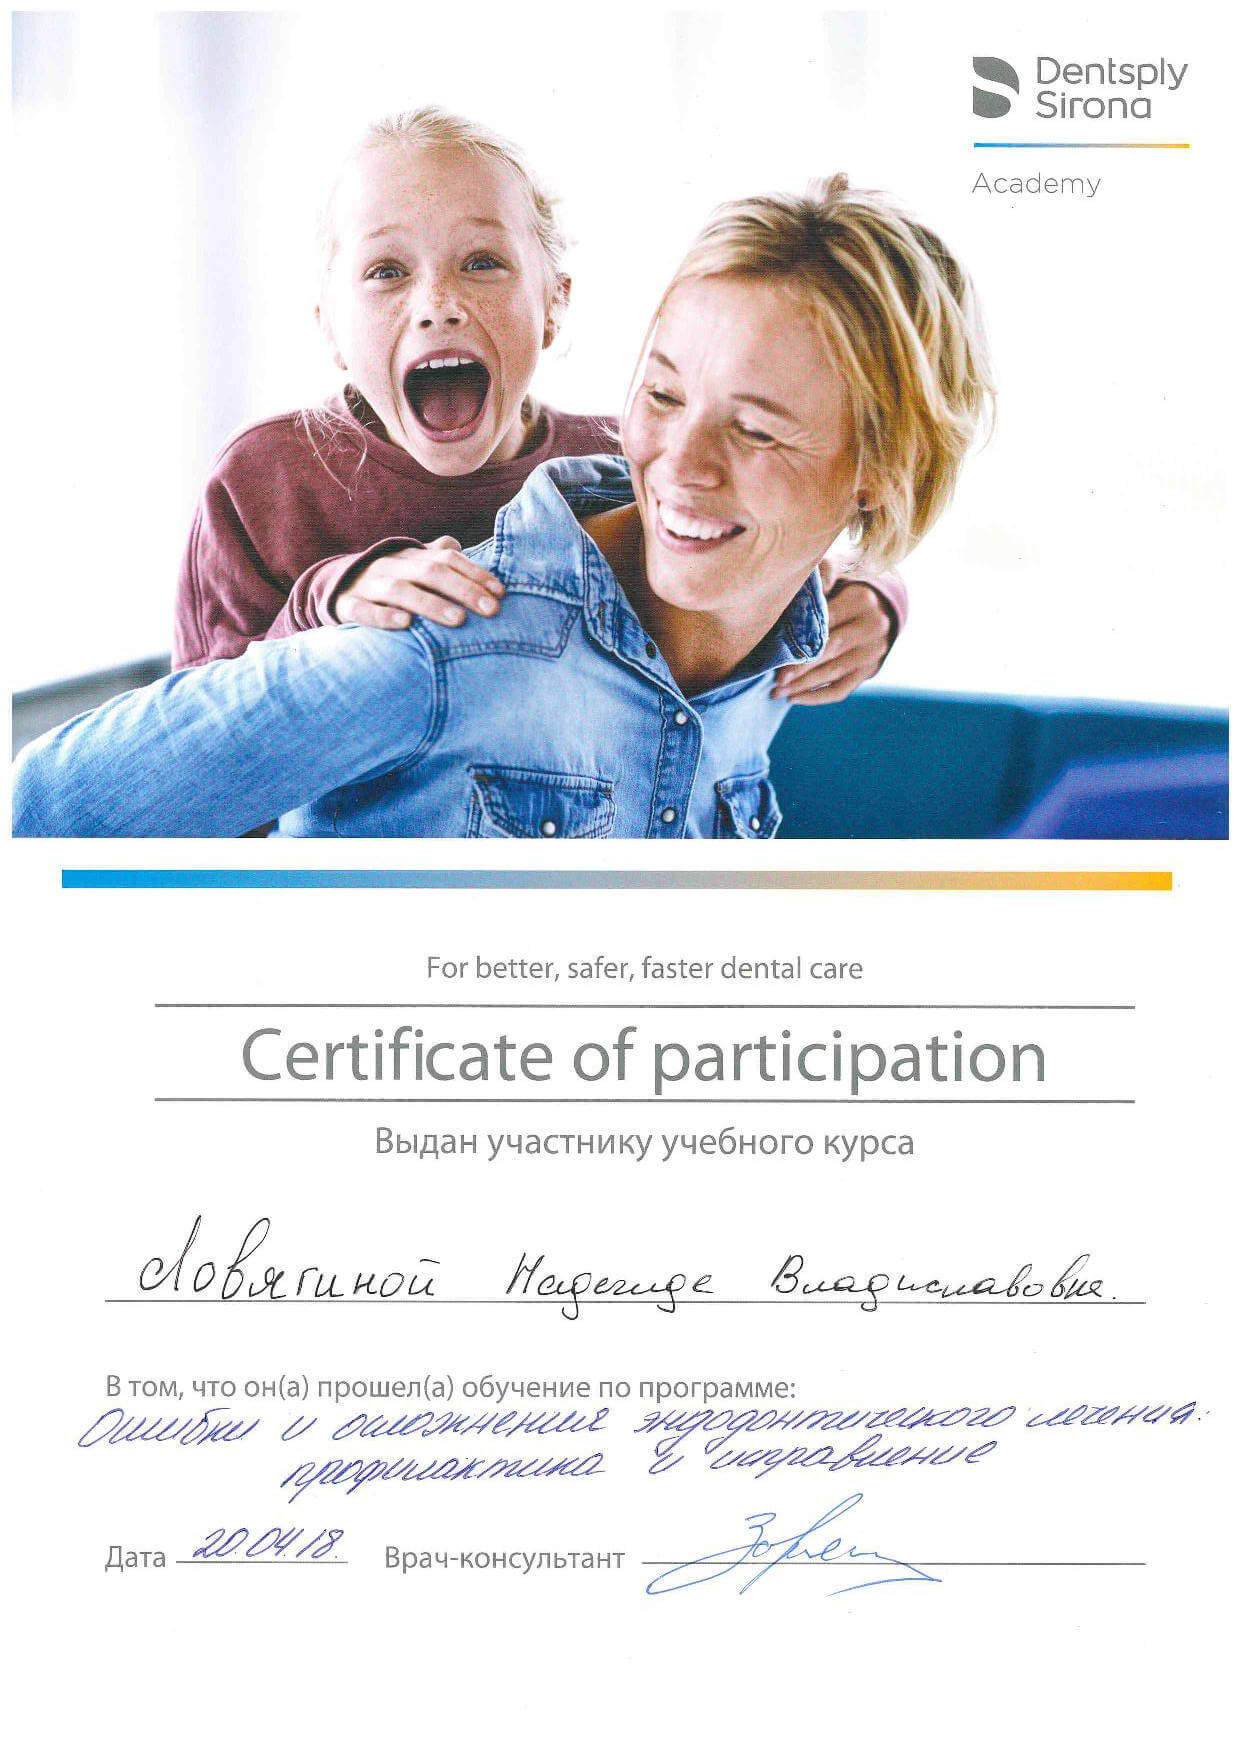 Dentsply
Sirona
Academy
For better, safer, faster dental care
Certificate of participation
Выдан участнику учебного курса
Ловягиной Надежде Владиславовне.
В том, что он(а) прошел(а) обучение по программе:
Ошибки и осложнения эндодонтического лечения:
профилактика и исправление
Дата 20.04.18. Врач-консультант